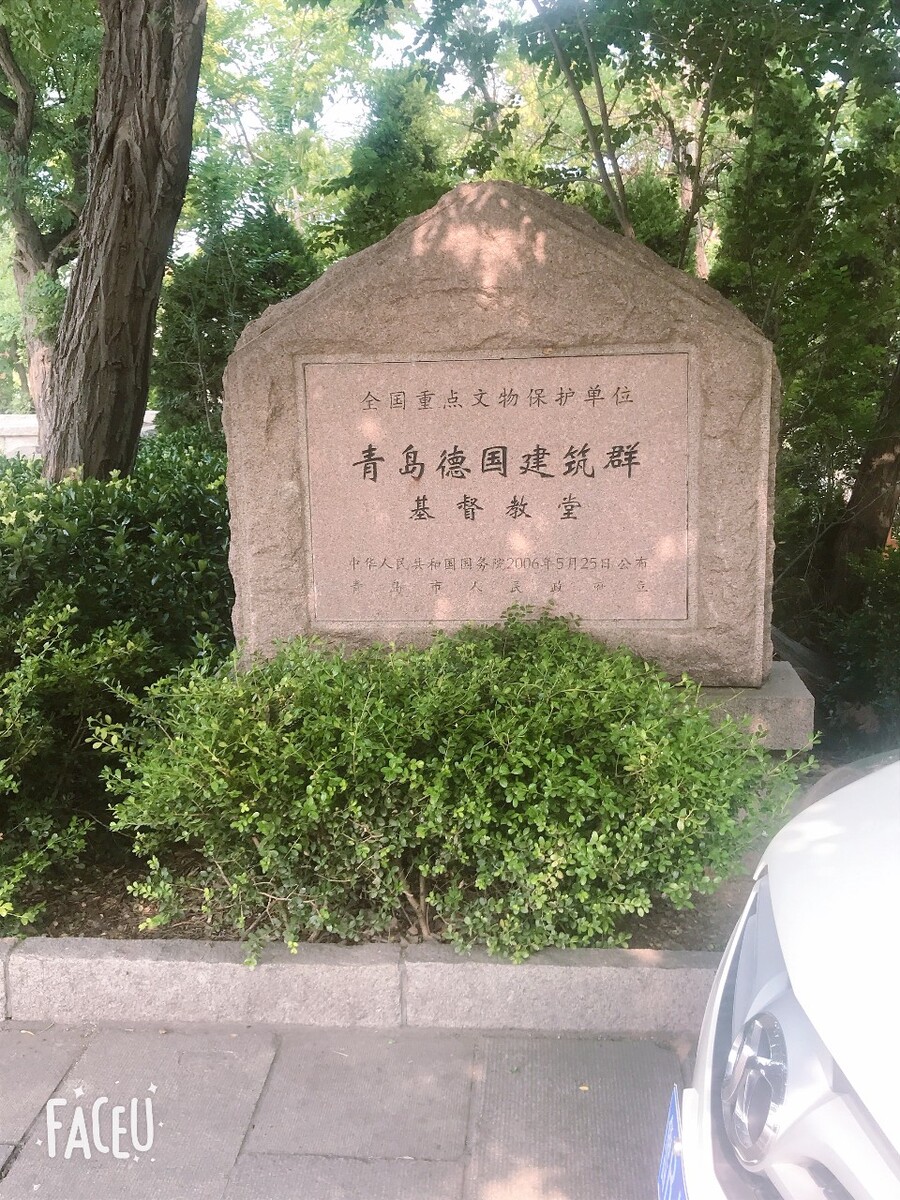 全国重点文物保护单位
青岛德国建筑群
基督教堂
中华人民共和国国务院2006年5月25日公布
青岛市人民政府立
FACEU